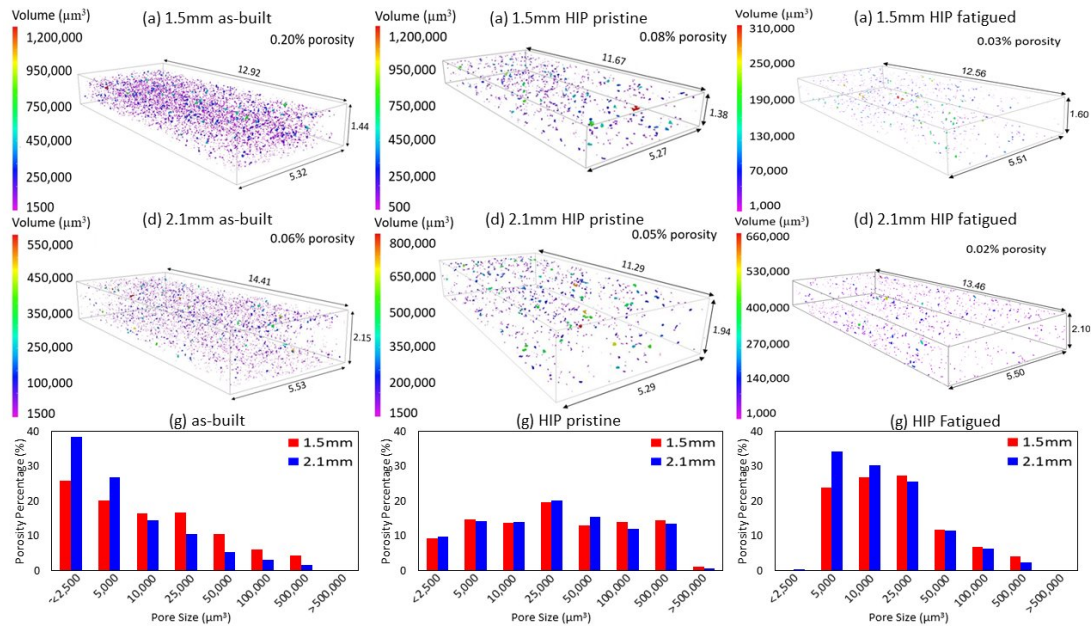 Volume (μm³)
(a) 1.5mm as-built
1,200,000
0.20% porosity
950,000
750,000
450,000
250,000
1500
12.92
1.44
5.32
Volume (μm³)
(a) 1.5mm HIP pristine
1,200,000
0.08% porosity
950,000
750,000
450,000
250,000
500
11.67
1.38
5.27
Volume (μm³)
(a) 1.5mm HIP fatigued
310,000
0.03% porosity
250,000
190,000
130,000
70,000
1,000
12.56
1.60
5.51
Volume (μm³)
(d) 2.1mm as-built
550,000
0.06% porosity
450,000
350,000
250,000
100,000
1500
14.41
2.15
5.53
Volume (μm³)
(d) 2.1mm HIP pristine
800,000
0.05% porosity
650,000
400,000
300,000
200,000
1500
11.29
1.94
5.29
Volume (μm³)
(d) 2.1mm HIP fatigued
660,000
0.02% porosity
530,000
400,000
270,000
140,000
1,000
13.46
2.10
5.50
(g) as-built
Porosity Percentage (%)
40
30
20
10
0
1.5mm
2.1mm
<2,500
5,000
10,000
25,000
50,000
100,000
500,000
>500,000
Pore Size (μm³)
(g) HIP pristine
Porosity Percentage (%)
40
30
20
10
0
1.5mm
2.1mm
<2,500
5,000
10,000
25,000
50,000
100,000
500,000
>500,000
Pore Size (μm³)
(g) HIP Fatigued
Porosity Percentage (%)
40
30
20
10
0
1.5mm
2.1mm
<2,500
5,000
10,000
25,000
50,000
100,000
500,000
>500,000
Pore Size (μm³)